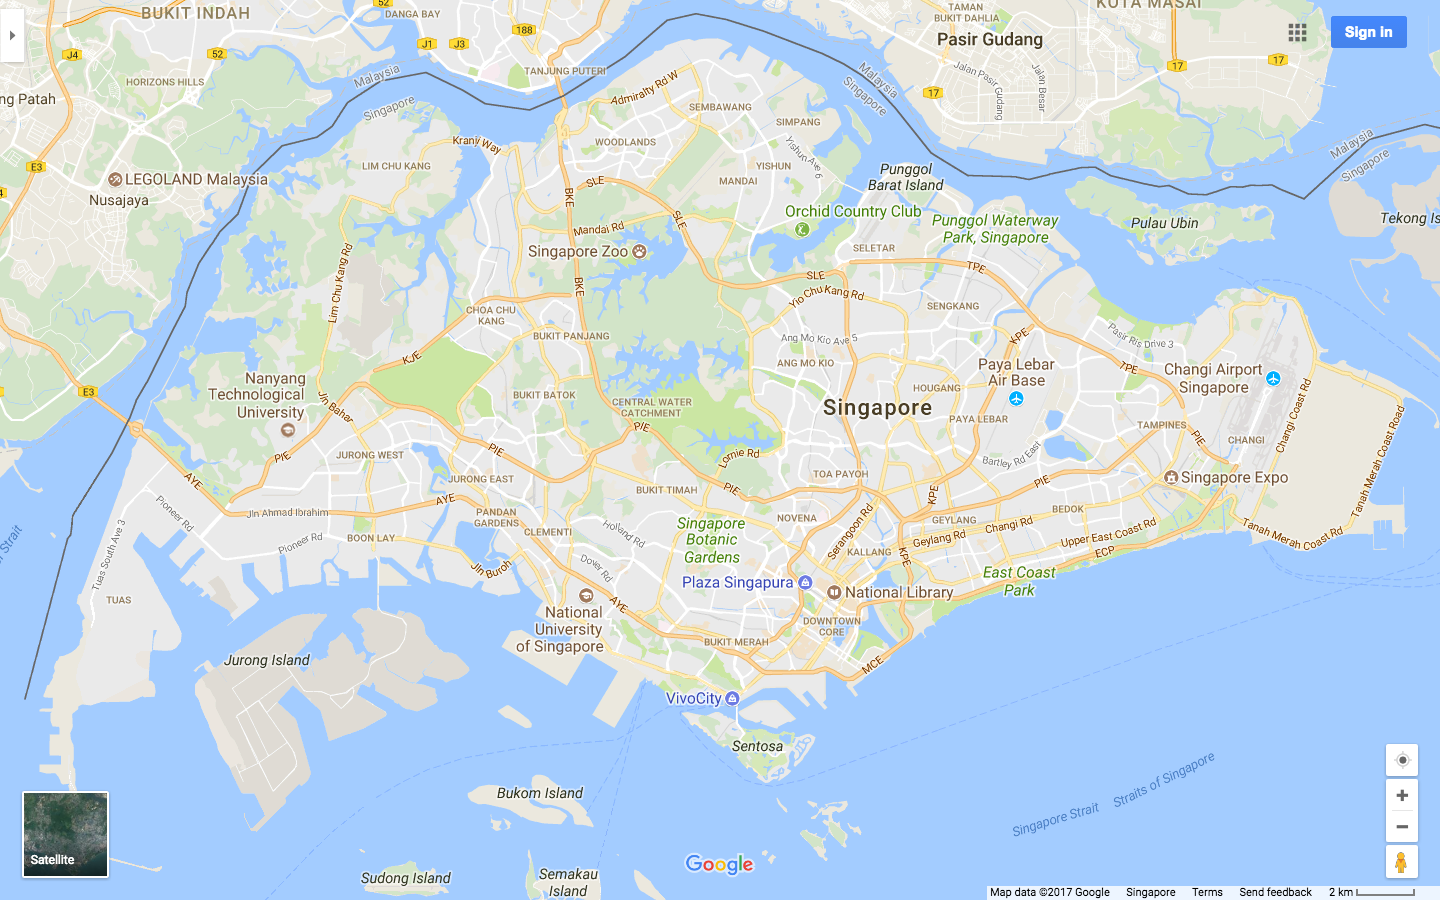 BUKIT INDAH
52
DANGA BAY
188
TAMAN
BUKIT DAHLIA
KOTA MASAI
Sign in
J4
52
J1
J3
Pasir Gudang
17
17
HORIZONS HILLS
TANJUNG PUTERI
Malaysia
Singapore
Admiralty Rd W
Malaysia
Singapore
Jalan Pasir
Gudang
Jalan Besar
17
ng Patah
SEMBAWANG
SIMPANG
WOODLANDS
Kranji Way
Malaysia
Singapore
E3
LIM CHU KANG
YISHUN
Yishun Ave 6
MANDAI
Punggol
Barat Island
LEGOLAND Malaysia
Nusajaya
4
BKE
SLE
Orchid Country Club
Punggol Waterway
Park, Singapore
Pulau Ubin
Tekong Is
Mandai Rd
SLE
Singapore Zoo
SELETAR
Lim Chu Kang Rd
BKE
SLE
TPE
Yio Chu Kang Rd
SENGKANG
CHOA CHU
KANG
BUKIT PANJANG
Ang Mo Kio Ave 5
KPE
Pasir Ris Drive 3
KJE
ANG MO KIO
Paya Lebar
Air Base
TPE
Changi Airport
Singapore
Nanyang
Technological
University
Jln Bahar
E3
BUKIT BATOK
CENTRAL WATER
CATCHMENT
HOUGANG
Singapore
PAYA LEBAR
TAMPINES
CHANGI
Changi Coast Rd
Tanah Merah Coast Road
PIE
PIE
PIE
PIE
JURONG WEST
Lornie Rd
Bartley Rd East
AYE
JURONG EAST
BUKIT TIMAH
PIE
TOA PAYOH
KPE
PIE
Singapore Expo
Pioneer Rd
Jln Ahmad Ibrahim
AYE
PANDAN
GARDENS
CLEMENTI
Holland Rd
Singapore
Botanic
Gardens
NOVENA
Serangoon Rd
GEYLANG
Changi Rd
BEDOK
Upper East Coast Rd
Tanah Merah Coast Rd
Strait
Tuas South Ave 3
Pioneer Rd
BOON LAY
Jln Buroh
Dover Rd
KALLANG
KPE
Geylang Rd
ECP
East Coast
Park
Plaza Singapura
National Library
TUAS
National
University
of Singapore
AYE
DOWNTOWN
CORE
BUKIT MERAH
MCE
Jurong Island
VivoCity
Sentosa
Bukom Island
Singapore Strait
Straits of Singapore
Satellite
Google
Sudong Island
Semakau
Island
Map data ©2017 Google
Singapore
Terms
Send feedback
2 km